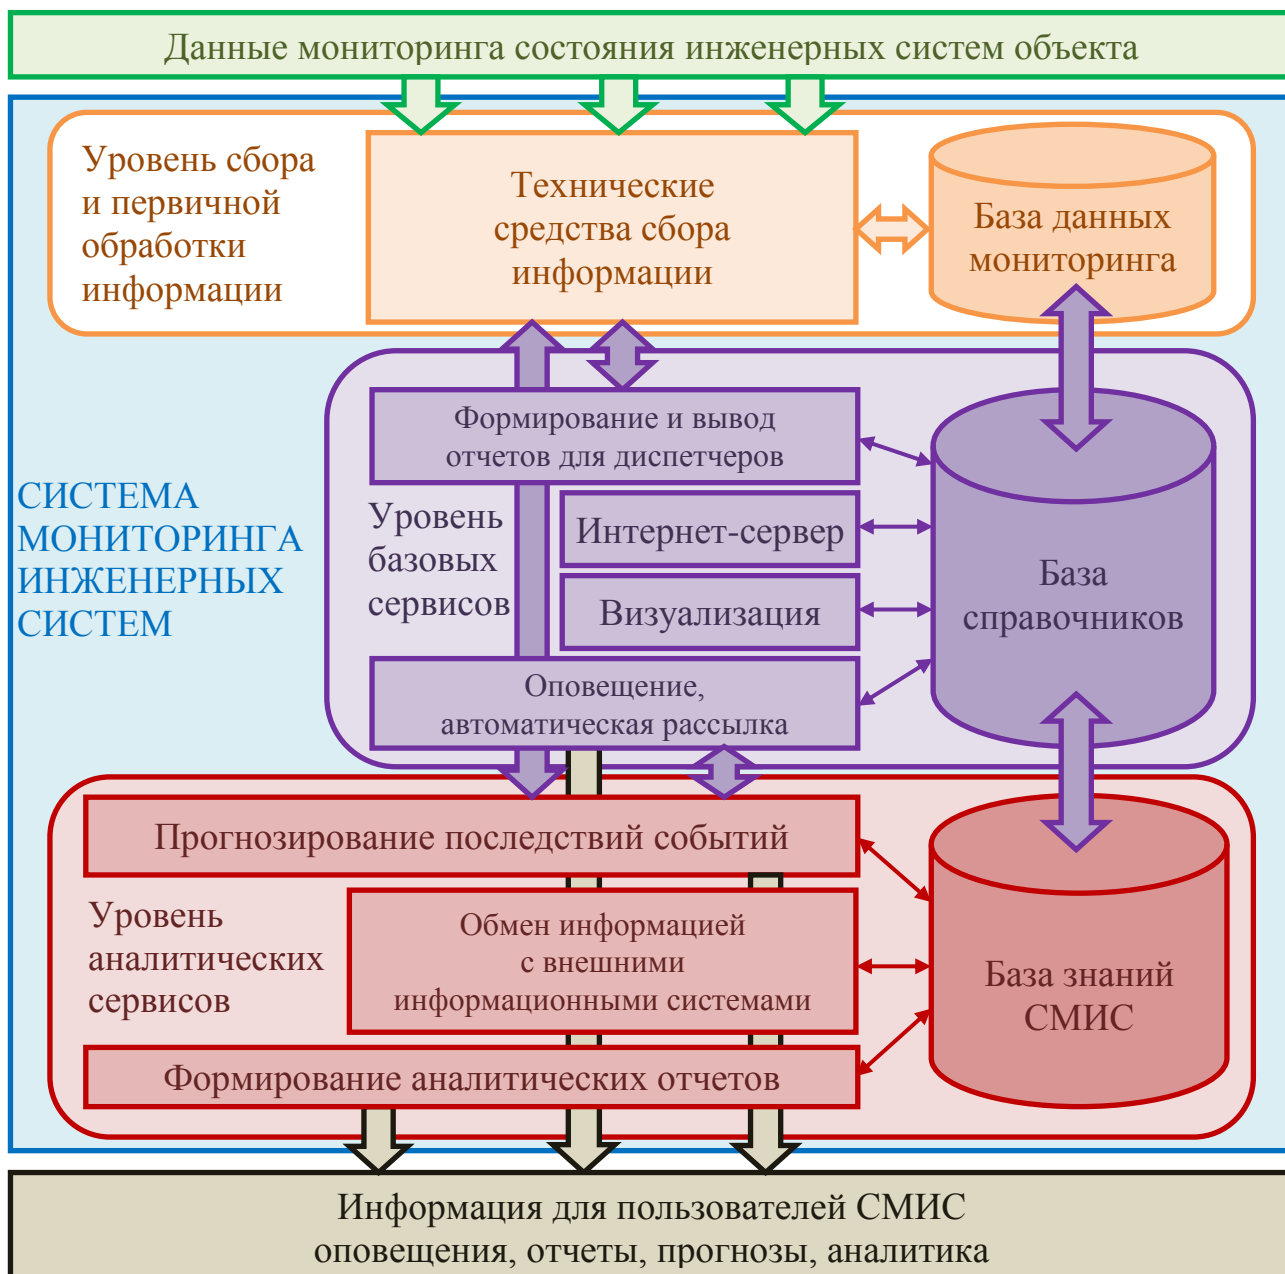 Данные мониторинга состояния инженерных систем объекта
Уровень сбора
и первичной
обработки
информации
Технические
средства сбора
информации
База данных
мониторинга
СИСТЕМА
МОНИТОРИНГА
ИНЖЕНЕРНЫХ
СИСТЕМ
Формирование и вывод
отчетов для диспетчеров
Уровень
базовых
сервисов
Интернет-сервер
Визуализация
Оповещение,
автоматическая рассылка
База
справочников
Прогнозирование последствий событий
Уровень
аналитических
сервисов
Обмен информацией
с внешними
информационными системами
Формирование аналитических отчетов
База знаний
СМИС
Информация для пользователей СМИС
оповещения, отчеты, прогнозы, аналитика